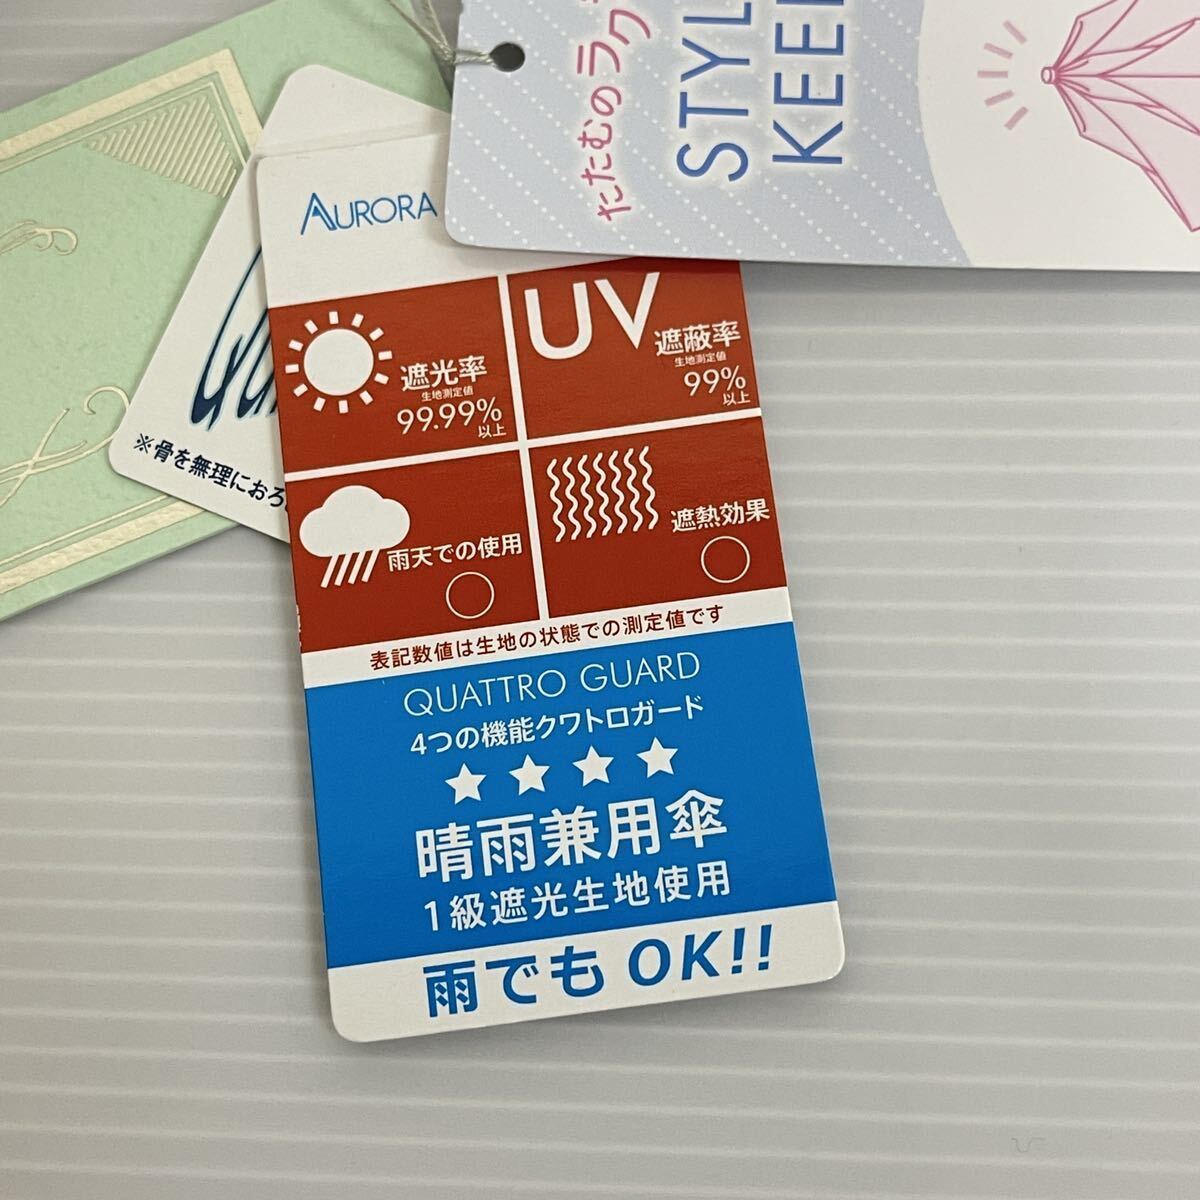 たたむのラク
STYL
KEE
AURORA
遮光率
生地測定値
99.99%
以上
UV
遮蔽率
生地測定値
99%
以上
雨天での使用
○
遮熱効果
○
表記数値は生地の状態での測定値です
QUATTRO GUARD
4つの機能クワトロガード
★★★★
晴雨兼用傘
1級遮光生地使用
雨でも OK!!
※骨を無理におろ